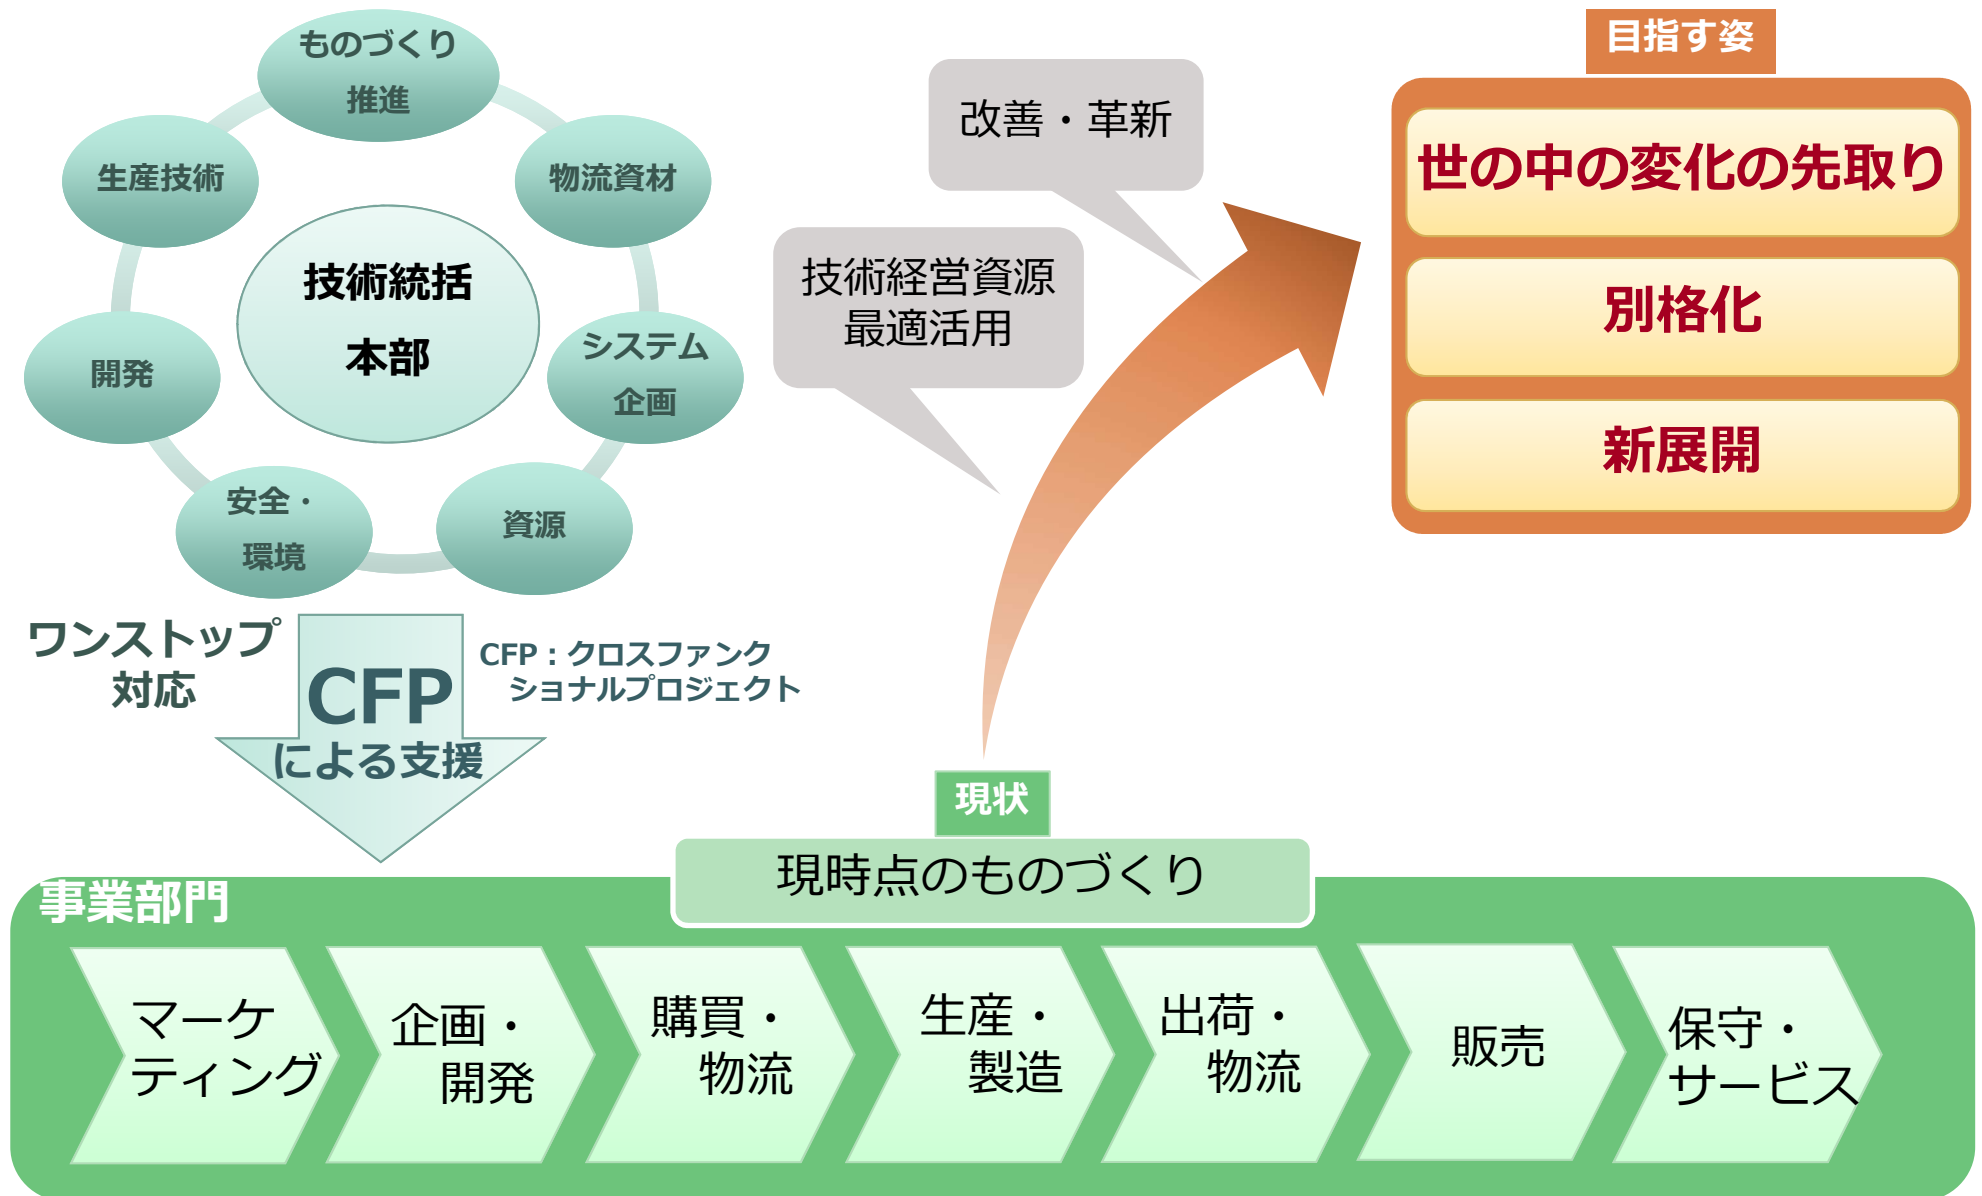 ものづくり
推進
生産技術
物流資材
技術統括
本部
開発
システム
企画
安全・
環境
資源
ワンストップ
対応
CFP
による支援
CFP：クロスファンク
ショナルプロジェクト
改善・革新
技術経営資源
最適活用
目指す姿
世の中の変化の先取り
別格化
新展開
現状
現時点のものづくり
事業部門
マーケ
ティング
企画・
開発
購買・
物流
生産・
製造
出荷・
物流
販売
保守・
サービス